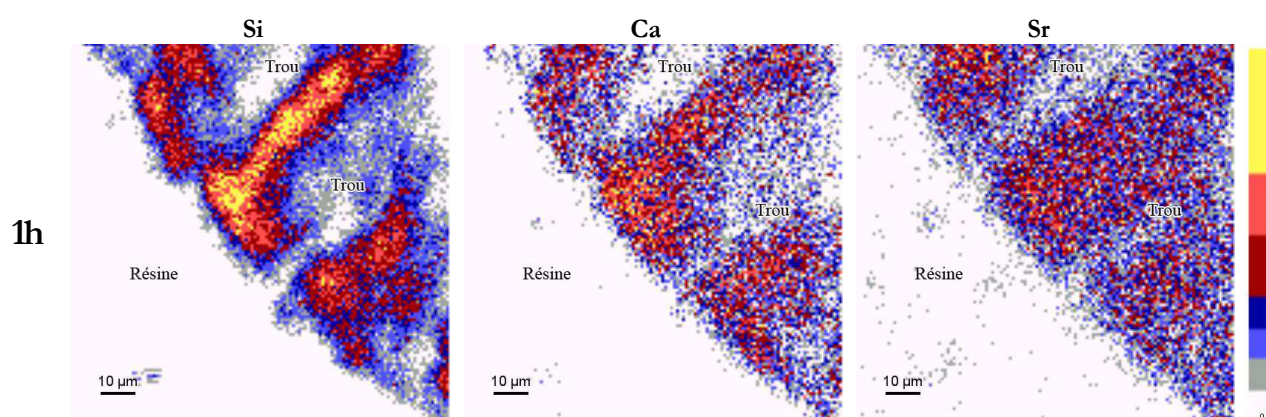 Si Ca Sr
Trou Trou Trou
Trou
Trou Trou
1h
Résine Résine Résine
10 µm 10 µm 10 µm